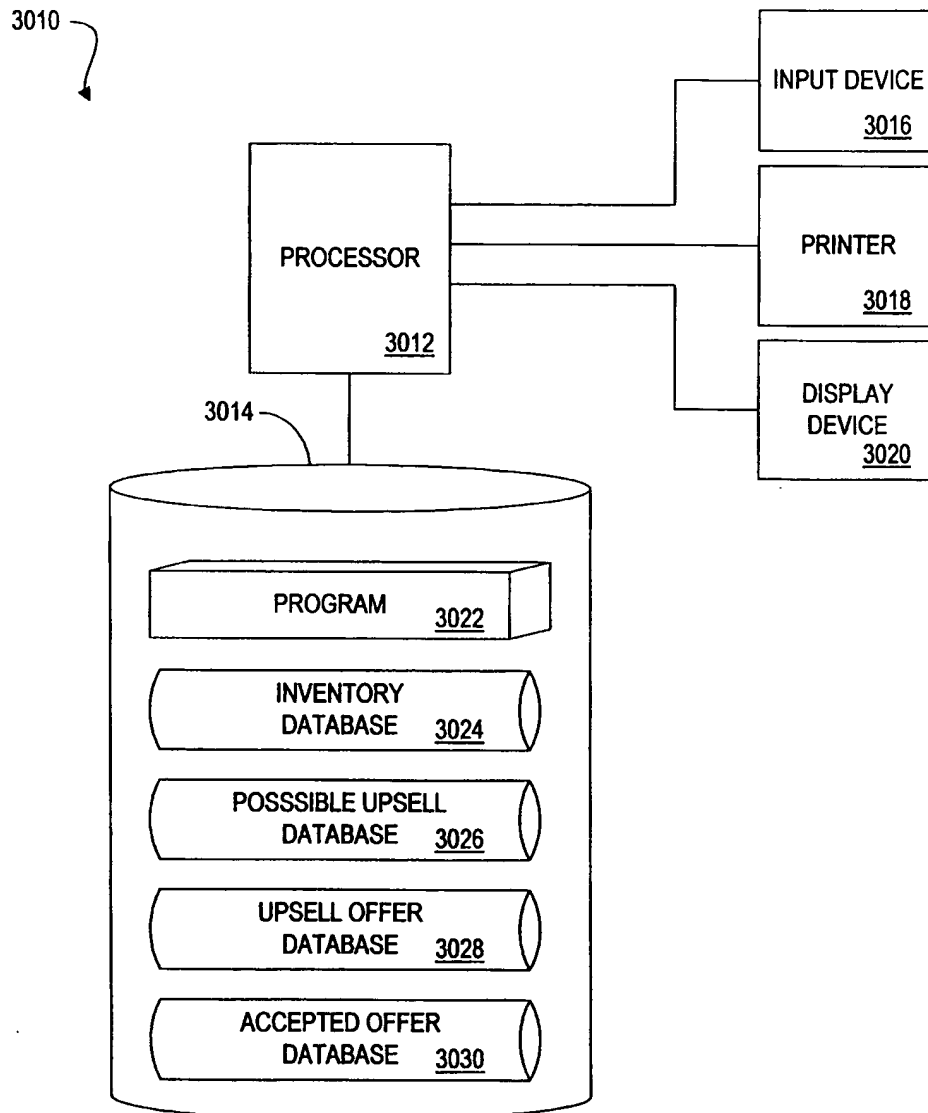 3010
INPUT DEVICE
3016
PROCESSOR
3012
PRINTER
3018
DISPLAY
DEVICE
3020
3014
PROGRAM
3022
INVENTORY
DATABASE
3024
POSSSIBLE UPSELL
DATABASE
3026
UPSELL OFFER
DATABASE
3028
ACCEPTED OFFER
DATABASE
3030